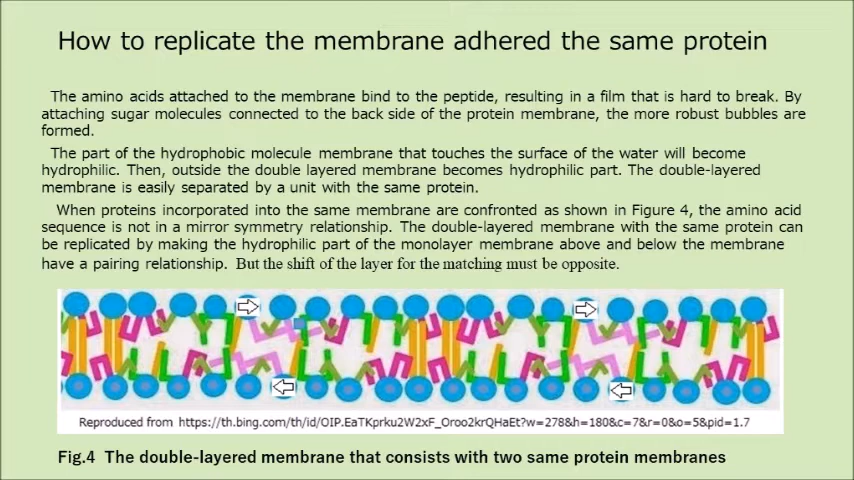 How to replicate the membrane adhered the same protein
The amino acids attached to the membrane bind to the peptide, resulting in a film that is hard to break. By
attaching sugar molecules connected to the back side of the protein membrane, the more robust bubbles are
formed.
The part of the hydrophobic molecule membrane that touches the surface of the water will become
hydrophilic. Then, outside the double layered membrane becomes hydrophilic part. The double-layered
membrane is easily separated by a unit with the same protein.
When proteins incorporated into the same membrane are confronted as shown in Figure 4, the amino acid
sequence is not in a mirror symmetry relationship. The double-layered membrane with the same protein can
be replicated by making the hydrophilic part of the monolayer membrane above and below the membrane
have a pairing relationship. But the shift of the layer for the matching must be opposite.
Reproduced from https://th.bing.com/th/id/OIP.EaTKprku2W2xF_Oroo2krQHaEt?w=278&h=180&c=7&r=0&o=5&pid=1.7
Fig.4 The double-layered membrane that consists with two same protein membranes